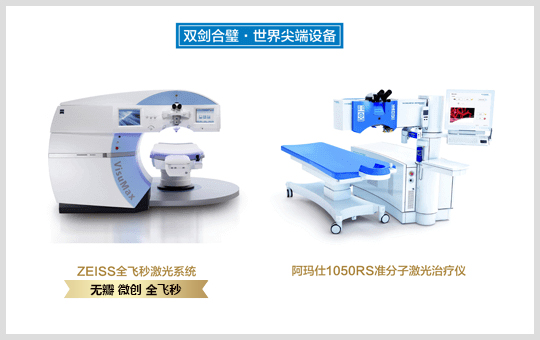 双剑合璧·世界尖端设备
VisuMax
ZEISS全飞秒激光系统
阿玛仕1050RS准分子激光治疗仪
无瓣 微创 全飞秒